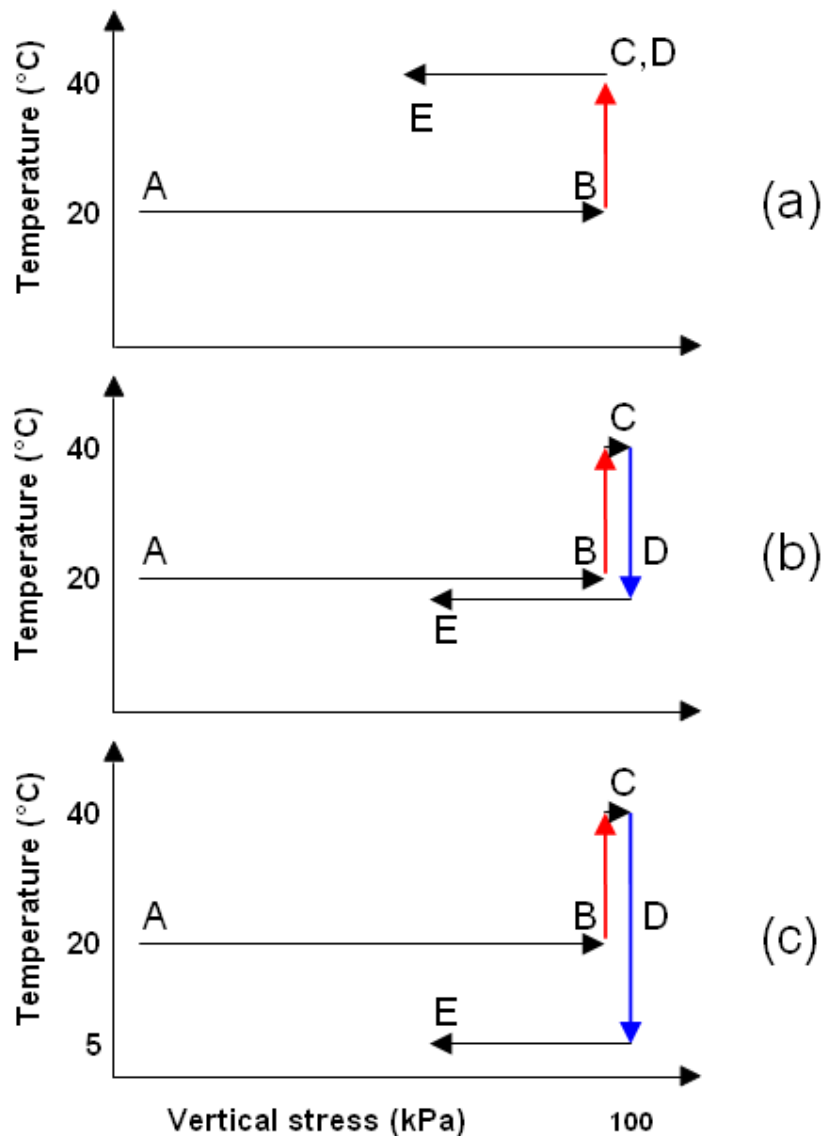 Temperature (°C)
40
20
A
B
C,D
E
(a)
Temperature (°C)
40
20
A
B
C
D
E
(b)
Temperature (°C)
40
20
5
A
B
C
D
E
(c)
Vertical stress (kPa) 100